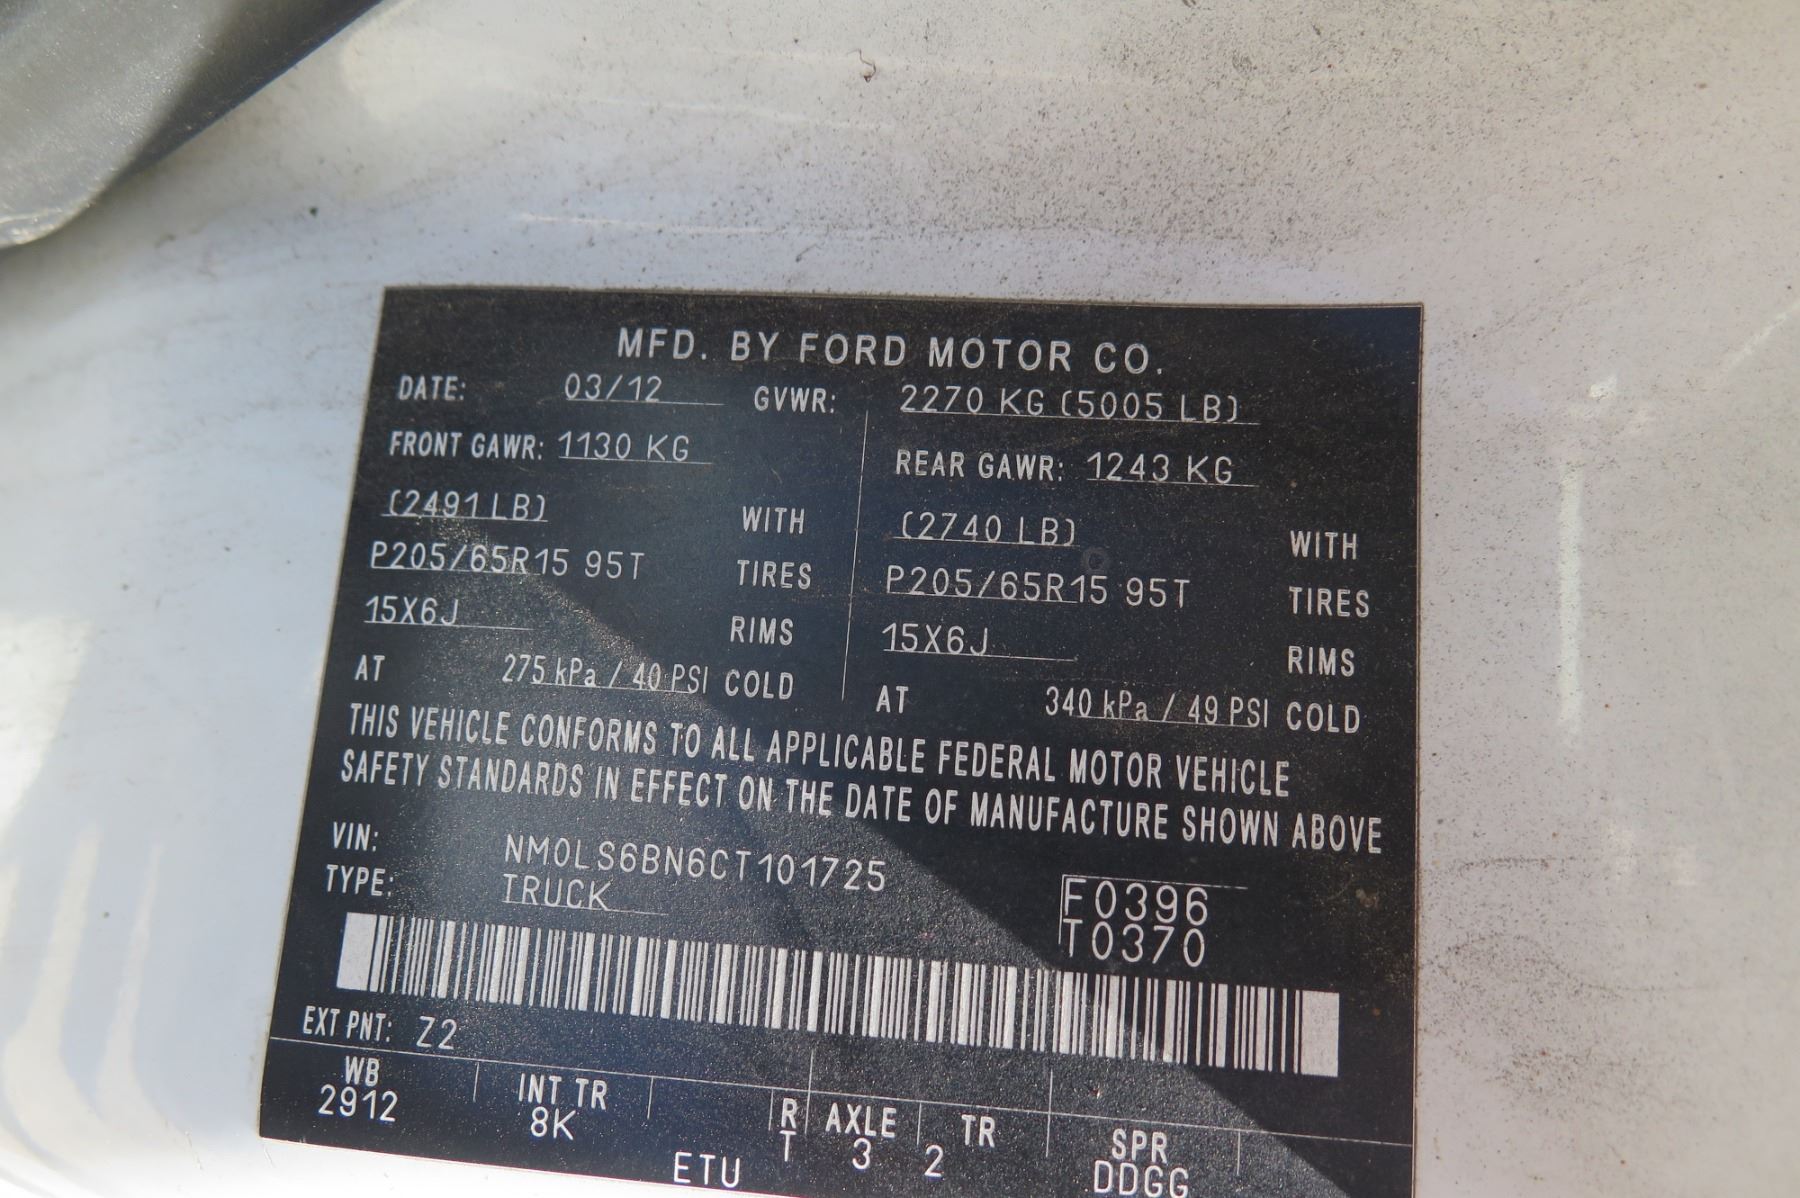 MFD. BY FORD MOTOR CO.
DATE: 03/12 GVWR: 2270 KG (5005 LB)
FRONT GAWR: 1130 KG REAR GAWR: 1243 KG
(2491 LB) WITH (2740 LB) WITH
P205/65R15 95T TIRES P205/65R15 95T TIRES
15X6J RIMS 15X6J RIMS
AT 275 kPa / 40 PSI COLD AT 340 kPa / 49 PSI COLD
THIS VEHICLE CONFORMS TO ALL APPLICABLE FEDERAL MOTOR VEHICLE
SAFETY STANDARDS IN EFFECT ON THE DATE OF MANUFACTURE SHOWN ABOVE
VIN: NM0LS6BN6CT101725
TYPE: TRUCK F0396
T0370
EXT PNT: Z2
WB INT TR R AXLE TR SPR
2912 8K ETU T 3 2 DDGG